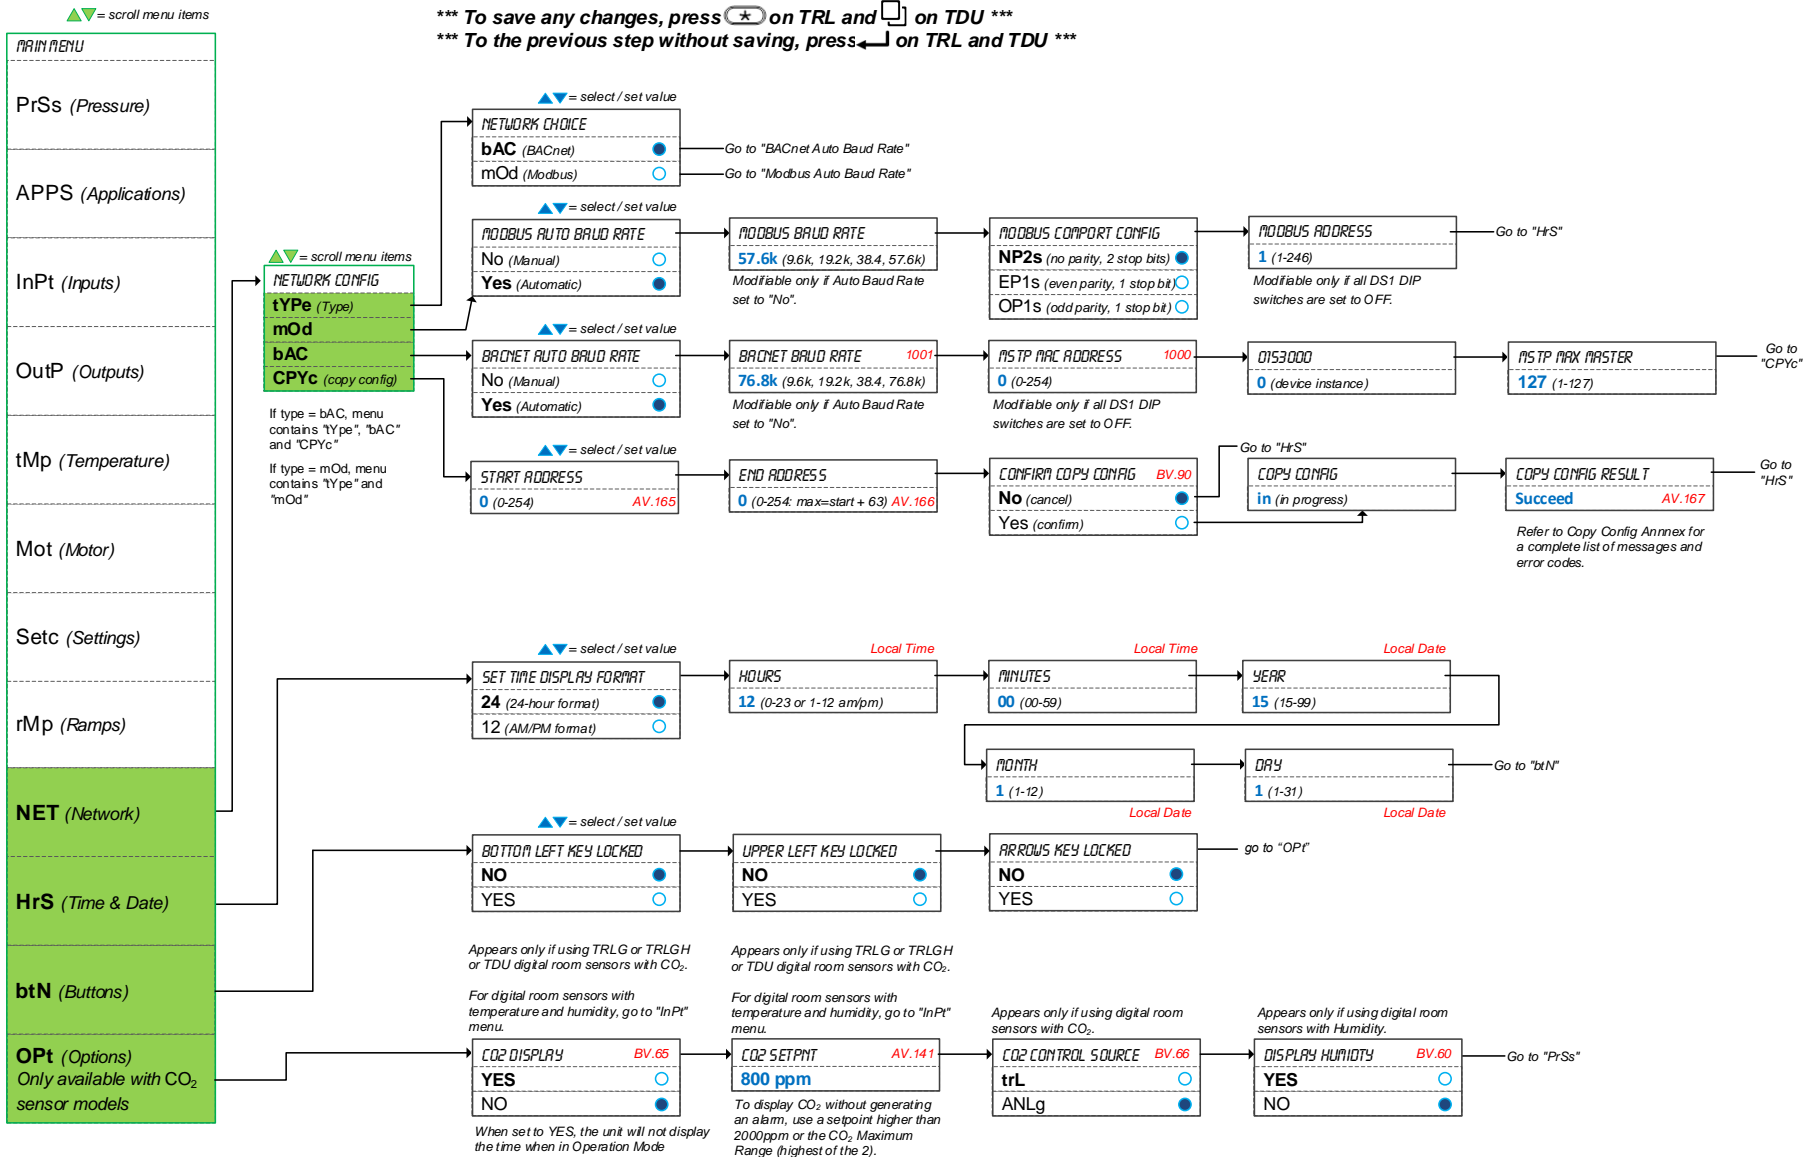 = scroll menu items
*** To save any changes, press * on TRL and on TDU ***
*** To the previous step without saving, press on TRL and TDU ***
MAIN MENU
PrSs (Pressure)
APPS (Applications)
InPt (Inputs)
OutP (Outputs)
tMp (Temperature)
Mot (Motor)
Setc (Settings)
rMp (Ramps)
NET (Network)
HrS (Time & Date)
btN (Buttons)
OPt (Options)
Only available with CO2
sensor models
= scroll menu items
NETWORK CONFIG
tYPe (Type)
mOd
bAC
CPYc (copy config)
If type = bAC, menu
contains "tYpe", "bAC"
and "CPYc"
If type = mOd, menu
contains "tYpe" and
"mOd"
= select / set value
NETWORK CHOICE
bAC (BACnet)
Go to "BACnet Auto Baud Rate"
mOd (Modbus)
Go to "Modbus Auto Baud Rate"
= select / set value
MODBUS AUTO BAUD RATE
No (Manual)
Yes (Automatic)
MODBUS BAUD RATE
57.6k (9.6k, 19.2k, 38.4, 57.6k)
Modifiable only if Auto Baud Rate
set to "No".
MODBUS COMPORT CONFIG
NP2s (no parity, 2 stop bits)
EP1s (even parity, 1 stop bit)
OP1s (odd parity, 1 stop bit)
MODBUS ADDRESS
1 (1-246)
Modifiable only if all DS1 DIP
switches are set to OFF.
Go to "HrS"
= select / set value
BACNET AUTO BAUD RATE
No (Manual)
Yes (Automatic)
BACNET BAUD RATE 1001
76.8k (9.6k, 19.2k, 38.4, 76.8k)
Modifiable only if Auto Baud Rate
set to "No".
MSTP MAC ADDRESS 1000
0 (0-254)
Modifiable only if all DS1 DIP
switches are set to OFF.
0153000
0 (device instance)
MSTP MAX MASTER
127 (1-127)
Go to
"CPYc"
= select / set value
START ADDRESS
0 (0-254) AV.165
END ADDRESS
0 (0-254: max=start + 63) AV.166
CONFIRM COPY CONFIG BV.90
No (cancel)
Yes (confirm)
Go to "HrS"
COPY CONFIG
in (in progress)
COPY CONFIG RESULT
Succeed AV.167
Refer to Copy Config Annnex for
a complete list of messages and
error codes.
Go to
"HrS"
= select / set value
SET TIME DISPLAY FORMAT
24 (24-hour format)
12 (AM/PM format)
Local Time
HOURS
12 (0-23 or 1-12 am/pm)
Local Time
MINUTES
00 (00-59)
Local Date
YEAR
15 (15-99)
MONTH
1 (1-12)
Local Date
DAY
1 (1-31)
Local Date
Go to "btN"
= select / set value
BOTTOM LEFT KEY LOCKED
NO
YES
UPPER LEFT KEY LOCKED
NO
YES
ARROWS KEY LOCKED
NO
YES
go to "OPt"
Appears only if using TRLG or TRLGH
or TDU digital room sensors with CO2.
For digital room sensors with
temperature and humidity, go to "InPt"
menu.
CO2 DISPLAY BV.65
YES
NO
When set to YES, the unit will not display
the time when in Operation Mode
Appears only if using TRLG or TRLGH
or TDU digital room sensors with CO2.
For digital room sensors with
temperature and humidity, go to "InPt"
menu.
CO2 SETPNT AV.141
800 ppm
To display CO2 without generating
an alarm, use a setpoint higher than
2000ppm or the CO2 Maximum
Range (highest of the 2).
Appears only if using digital room
sensors with CO2.
CO2 CONTROL SOURCE BV.66
trL
ANLg
Appears only if using digital room
sensors with Humidity.
DISPLAY HUMIDTY BV.60
YES
NO
Go to "PrSs"